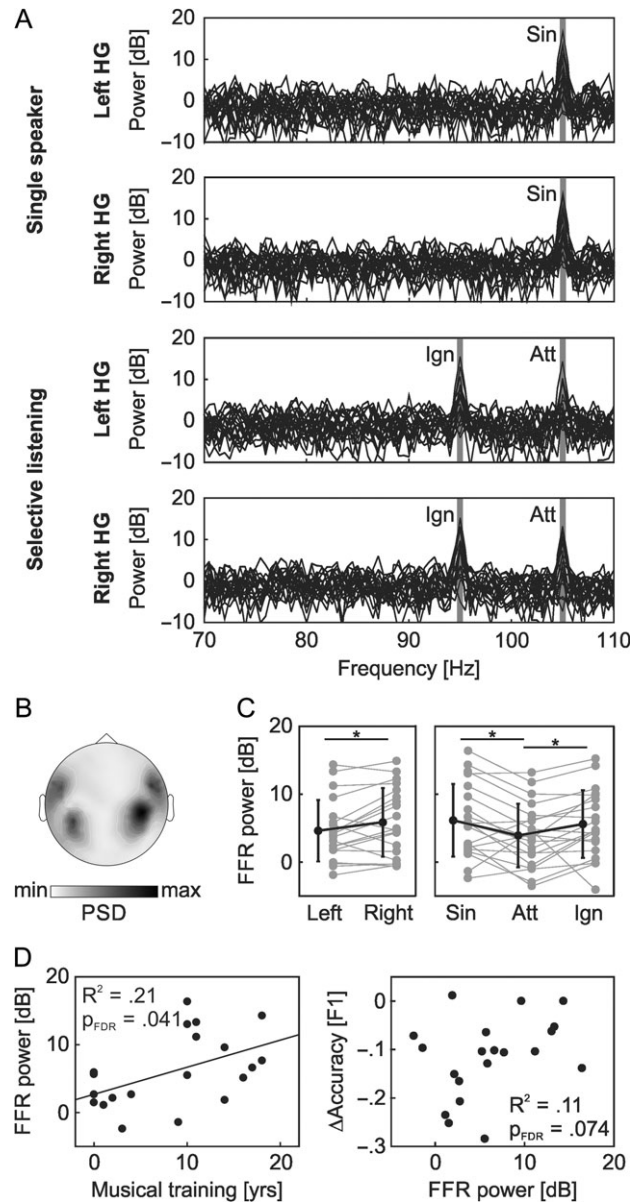 A
Single speaker
Left HG
Power [dB]
20
10
0
−10
Sin
Right HG
Power [dB]
20
10
0
−10
Sin
Selective listening
Left HG
Power [dB]
20
10
0
−10
Ign
Att
Right HG
Power [dB]
20
10
0
−10
Ign
Att
70 80 90 100 110
Frequency [Hz]
B
min max
PSD
C
FFR power [dB]
20
10
0
*
Left Right
* *
Sin Att Ign
D
FFR power [dB]
20
10
0
R² = .21
pFDR = .041
0 10 20
Musical training [yrs]
ΔAccuracy [F1]
0
-.1
-.2
-.3
R² = .11
pFDR = .074
0 5 10 15
FFR power [dB]